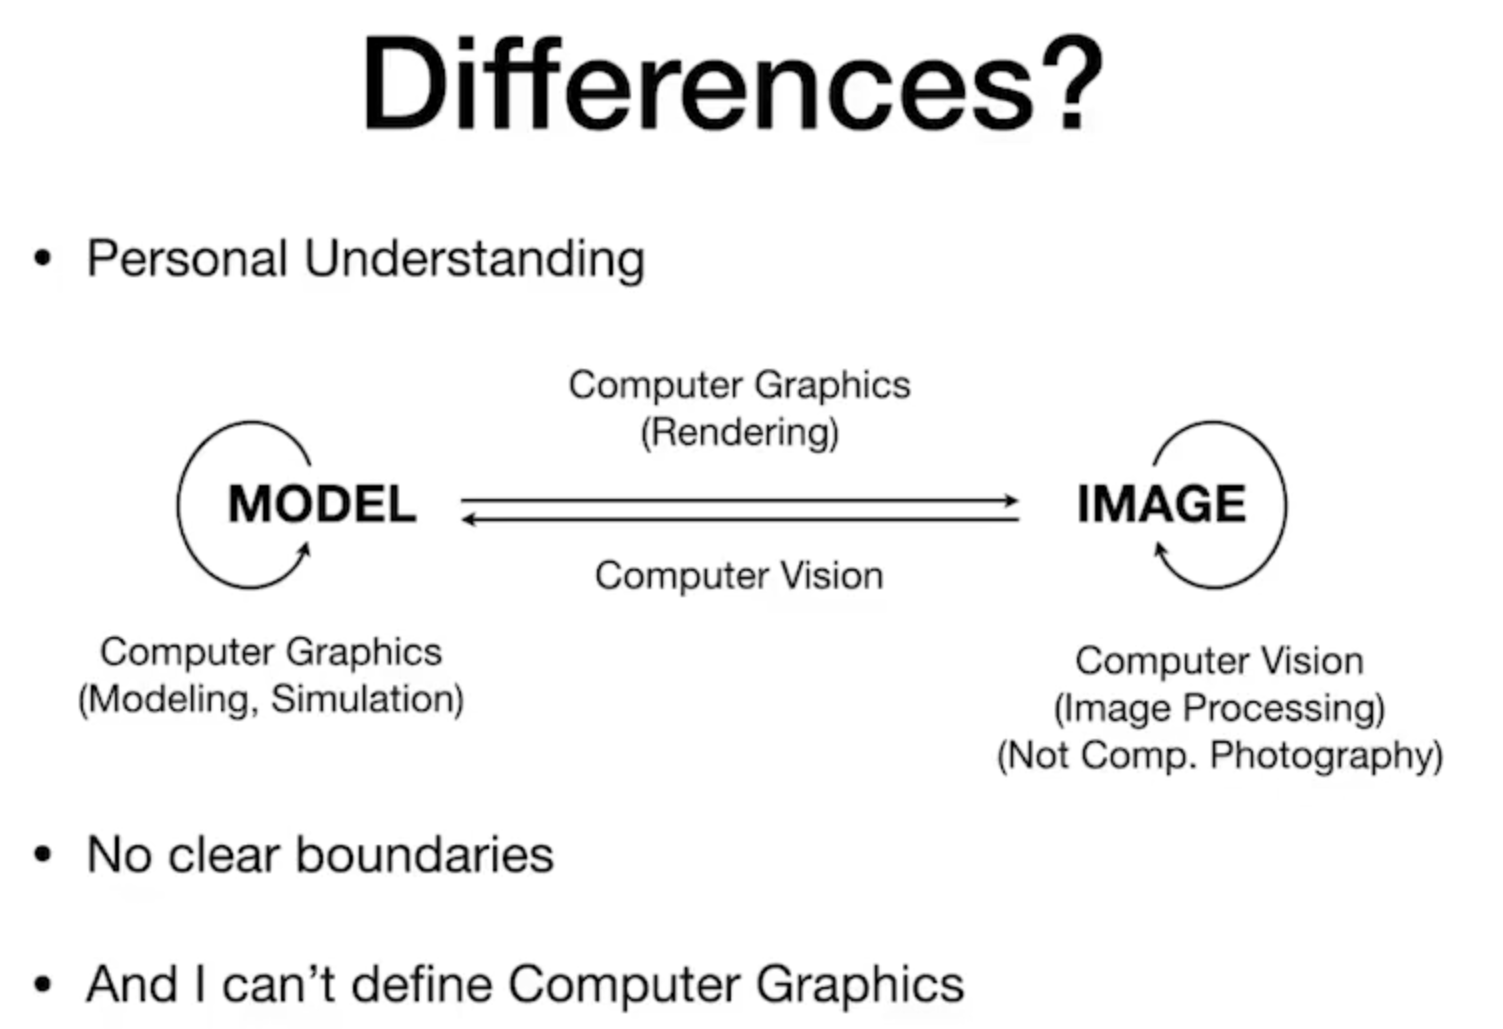 Differences?
• Personal Understanding
Computer Graphics
(Rendering)
MODEL
IMAGE
Computer Vision
Computer Graphics
(Modeling, Simulation)
Computer Vision
(Image Processing)
(Not Comp. Photography)
• No clear boundaries
• And I can’t define Computer Graphics